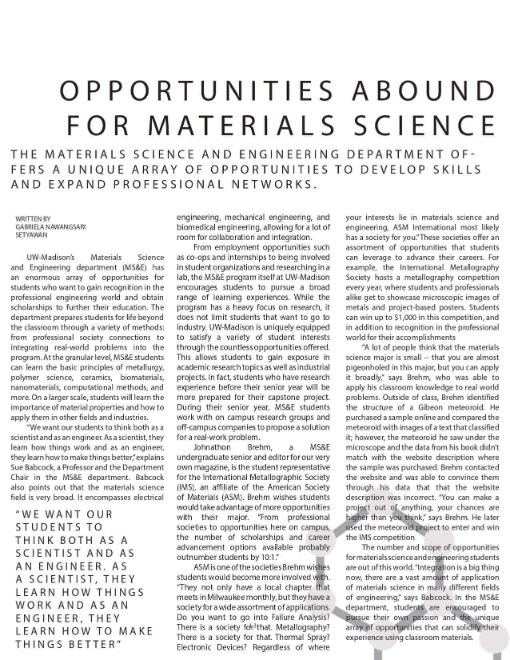 OPPORTUNITIES ABOUND
FOR MATERIALS SCIENCE
THE MATERIALS SCIENCE AND ENGINEERING DEPARTMENT OF-
FERS A UNIQUE ARRAY OF OPPORTUNITIES TO DEVELOP SKILLS
AND EXPAND PROFESSIONAL NETWORKS.
WRITTEN BY
GABRIELA NAWANGSARI
SETYAWAN
UW-Madison's Materials Science
and Engineering department (MS&E) has
an enormous array of opportunities for
students who want to gain recognition in the
professional engineering world and obtain
scholarships to further their education. The
department prepares students for life beyond
the classroom through a variety of methods:
from professional society connections to
integrating real-world problems into the
program. At the granular level, MS&E students
can learn the basic principles of metallurgy,
polymer science, ceramics, biomaterials,
nanomaterials, computational methods, and
more. On a larger scale, students will learn the
importance of material properties and how to
apply them in other fields and industries.
"We want our students to think both as a
scientist and as an engineer. As a scientist, they
learn how things work and as an engineer,
they learn how to make things better," explains
Sue Babcock, a Professor and the Department
Chair in the MS&E department. Babcock
also points out that the materials science
field is very broad. It encompasses electrical
"WE WANT OUR
STUDENTS TO
THINK BOTH AS A
SCIENTIST AND AS
AN ENGINEER. AS
A SCIENTIST, THEY
LEARN HOW THINGS
WORK AND AS AN
ENGINEER, THEY
LEARN HOW TO MAKE
THINGS BETTER"
engineering, mechanical engineering, and
biomedical engineering, allowing for a lot of
room for collaboration and integration.
From employment opportunities such
as co-ops and internships to being involved
in student organizations and researching in a
lab, the MS&E program itself at UW-Madison
encourages students to pursue a broad
range of learning experiences. While the
program has a heavy focus on research, it
does not limit students that want to go to
industry. UW-Madison is uniquely equipped
to satisfy a variety of student interests
through the countless opportunities offered.
This allows students to gain exposure in
academic research topics as well as industrial
projects. In fact, students who have research
experience before their senior year will be
more prepared for their capstone project.
During their senior year, MS&E students
work with on campus research groups and
off-campus companies to propose a solution
for a real-work problem.
Johnathon Brehm, a MS&E
undergraduate senior and editor for our very
own magazine, is the student representative
for the International Metallographic Society
(IMS), an affiliate of the American Society
of Materials (ASM). Brehm wishes students
would take advantage of more opportunities
with their major. "From professional
societies to opportunities here on campus,
the number of scholarships and career
advancement options available probably
outnumber students by 10:1."
ASM is one of the societies Brehm wishes
students would become more involved with.
"They not only have a local chapter that
meets in Milwaukee monthly, but they have a
society for a wide assortment of applications.
Do you want to go into Failure Analysis?
There is a society for that. Metallography?
There is a society for that. Thermal Spray?
Electronic Devices? Regardless of where
your interests lie in materials science and
engineering, ASM International most likely
has a society for you." These societies offer an
assortment of opportunities that students
can leverage to advance their careers. For
example, the International Metallography
Society hosts a metallography competition
every year, where students and professionals
alike get to showcase microscopic images of
metals and project-based posters. Students
can win up to $1,000 in this competition, and
in addition to recognition in the professional
world for their accomplishments
"A lot of people think that the materials
science major is small -- that you are almost
pigeonholed in this major, but you can apply
it broadly," says Brehm, who was able to
apply his classroom knowledge to real world
problems. Outside of class, Brehm identified
the structure of a Gibeon meteoroid. He
purchased a sample online and compared the
meteoroid with images of a text that classified
it; however, the meteoroid he saw under the
microscope and the data from his book didn't
match with the website description where
the sample was purchased. Brehm contacted
the website and was able to convince them
through his data that that the website
description was incorrect. "You can make a
project out of anything, your chances are
higher than you think," says Brehm. He later
used the meteoroid project to enter and win
the IMS competition
The number and scope of opportunities
for materials science and engineering students
are out of this world. "Integration is a big thing
now, there are a vast amount of application
of materials science in many different fields
of engineering," says Babcock. In the MS&E
department, students are encouraged to
pursue their own passion and the unique
array of opportunities that can solidify their
experience using classroom materials.